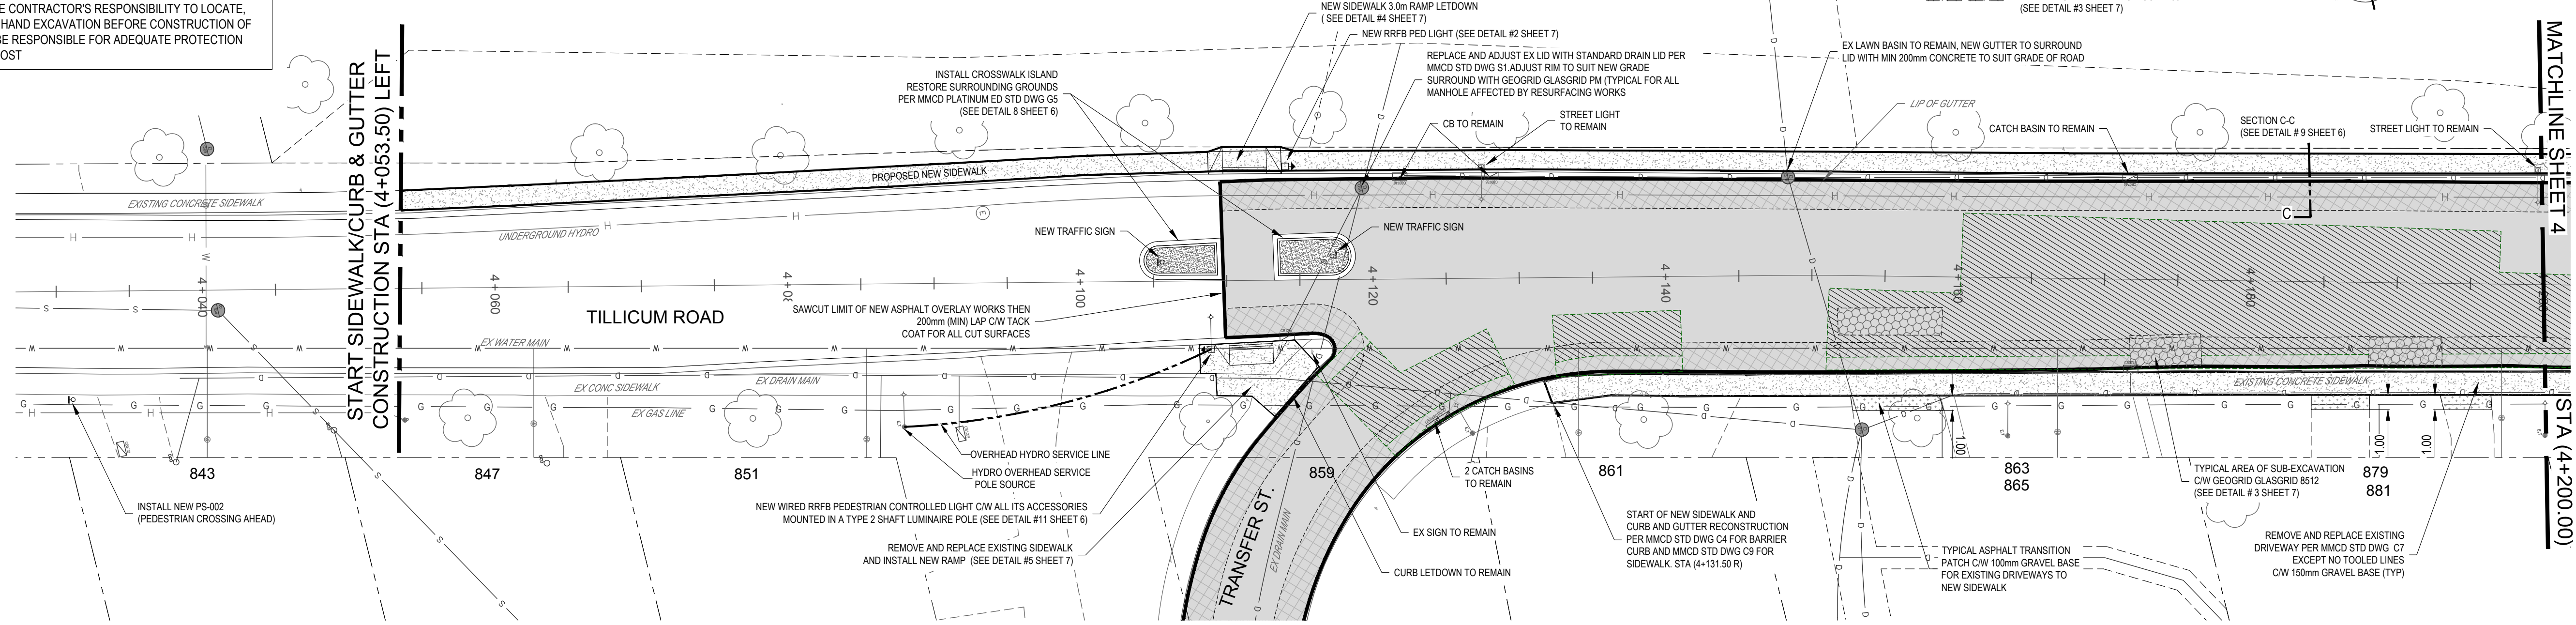 E CONTRACTOR'S RESPONSIBILITY TO LOCATE,
HAND EXCAVATION BEFORE CONSTRUCTION OF
BE RESPONSIBLE FOR ADEQUATE PROTECTION
OST
START SIDEWALK/CURB & GUTTER
CONSTRUCTION STA (4+053.50) LEFT
NEW SIDEWALK 3.0m RAMP LETDOWN
( SEE DETAIL #4 SHEET 7)
NEW RRFB PED LIGHT (SEE DETAIL #2 SHEET 7)
INSTALL CROSSWALK ISLAND
RESTORE SURROUNDING GROUNDS
PER MMCD PLATINUM ED STD DWG G5
(SEE DETAIL 8 SHEET 6)
REPLACE AND ADJUST EX LID WITH STANDARD DRAIN LID PER
MMCD STD DWG S1.ADJUST RIM TO SUIT NEW GRADE
SURROUND WITH GEOGRID GLASGRID PM (TYPICAL FOR ALL
MANHOLE AFFECTED BY RESURFACING WORKS
CB TO REMAIN
STREET LIGHT
TO REMAIN
(SEE DETAIL #3 SHEET 7)
EX LAWN BASIN TO REMAIN, NEW GUTTER TO SURROUND
LID WITH MIN 200mm CONCRETE TO SUIT GRADE OF ROAD
LIP OF GUTTER
CATCH BASIN TO REMAIN
SECTION C-C
(SEE DETAIL # 9 SHEET 6)
STREET LIGHT TO REMAIN
MATCHLINE SHEET 4
STA (4+200.00)
C
EXISTING CONCRETE SIDEWALK
PROPOSED NEW SIDEWALK
UNDERGROUND HYDRO
E
NEW TRAFFIC SIGN
NEW TRAFFIC SIGN
4+040
4+060
4+08
4+100
4+120
4+140
4+160
4+180
TILLICUM ROAD
SAWCUT LIMIT OF NEW ASPHALT OVERLAY WORKS THEN
200mm (MIN) LAP C/W TACK
COAT FOR ALL CUT SURFACES
EX WATER MAIN
EX CONC SIDEWALK
EX DRAIN MAIN
EX GAS LINE
EXISTING CONCRETE SIDEWALK
1.00
1.00
1.00
843
847
851
859
861
863
865
879
881
INSTALL NEW PS-002
(PEDESTRIAN CROSSING AHEAD)
OVERHEAD HYDRO SERVICE LINE
HYDRO OVERHEAD SERVICE
POLE SOURCE
NEW WIRED RRFB PEDESTRIAN CONTROLLED LIGHT C/W ALL ITS ACCESSORIES
MOUNTED IN A TYPE 2 SHAFT LUMINAIRE POLE (SEE DETAIL #11 SHEET 6)
REMOVE AND REPLACE EXISTING SIDEWALK
AND INSTALL NEW RAMP (SEE DETAIL #5 SHEET 7)
TRANSFER ST.
EX DRAIN MAIN
2 CATCH BASINS
TO REMAIN
EX SIGN TO REMAIN
CURB LETDOWN TO REMAIN
START OF NEW SIDEWALK AND
CURB AND GUTTER RECONSTRUCTION
PER MMCD STD DWG C4 FOR BARRIER
CURB AND MMCD STD DWG C9 FOR
SIDEWALK. STA (4+131.50 R)
TYPICAL ASPHALT TRANSITION
PATCH C/W 100mm GRAVEL BASE
FOR EXISTING DRIVEWAYS TO
NEW SIDEWALK
TYPICAL AREA OF SUB-EXCAVATION
C/W GEOGRID GLASGRID 8512
(SEE DETAIL # 3 SHEET 7)
REMOVE AND REPLACE EXISTING
DRIVEWAY PER MMCD STD DWG C7
EXCEPT NO TOOLED LINES
C/W 150mm GRAVEL BASE (TYP)